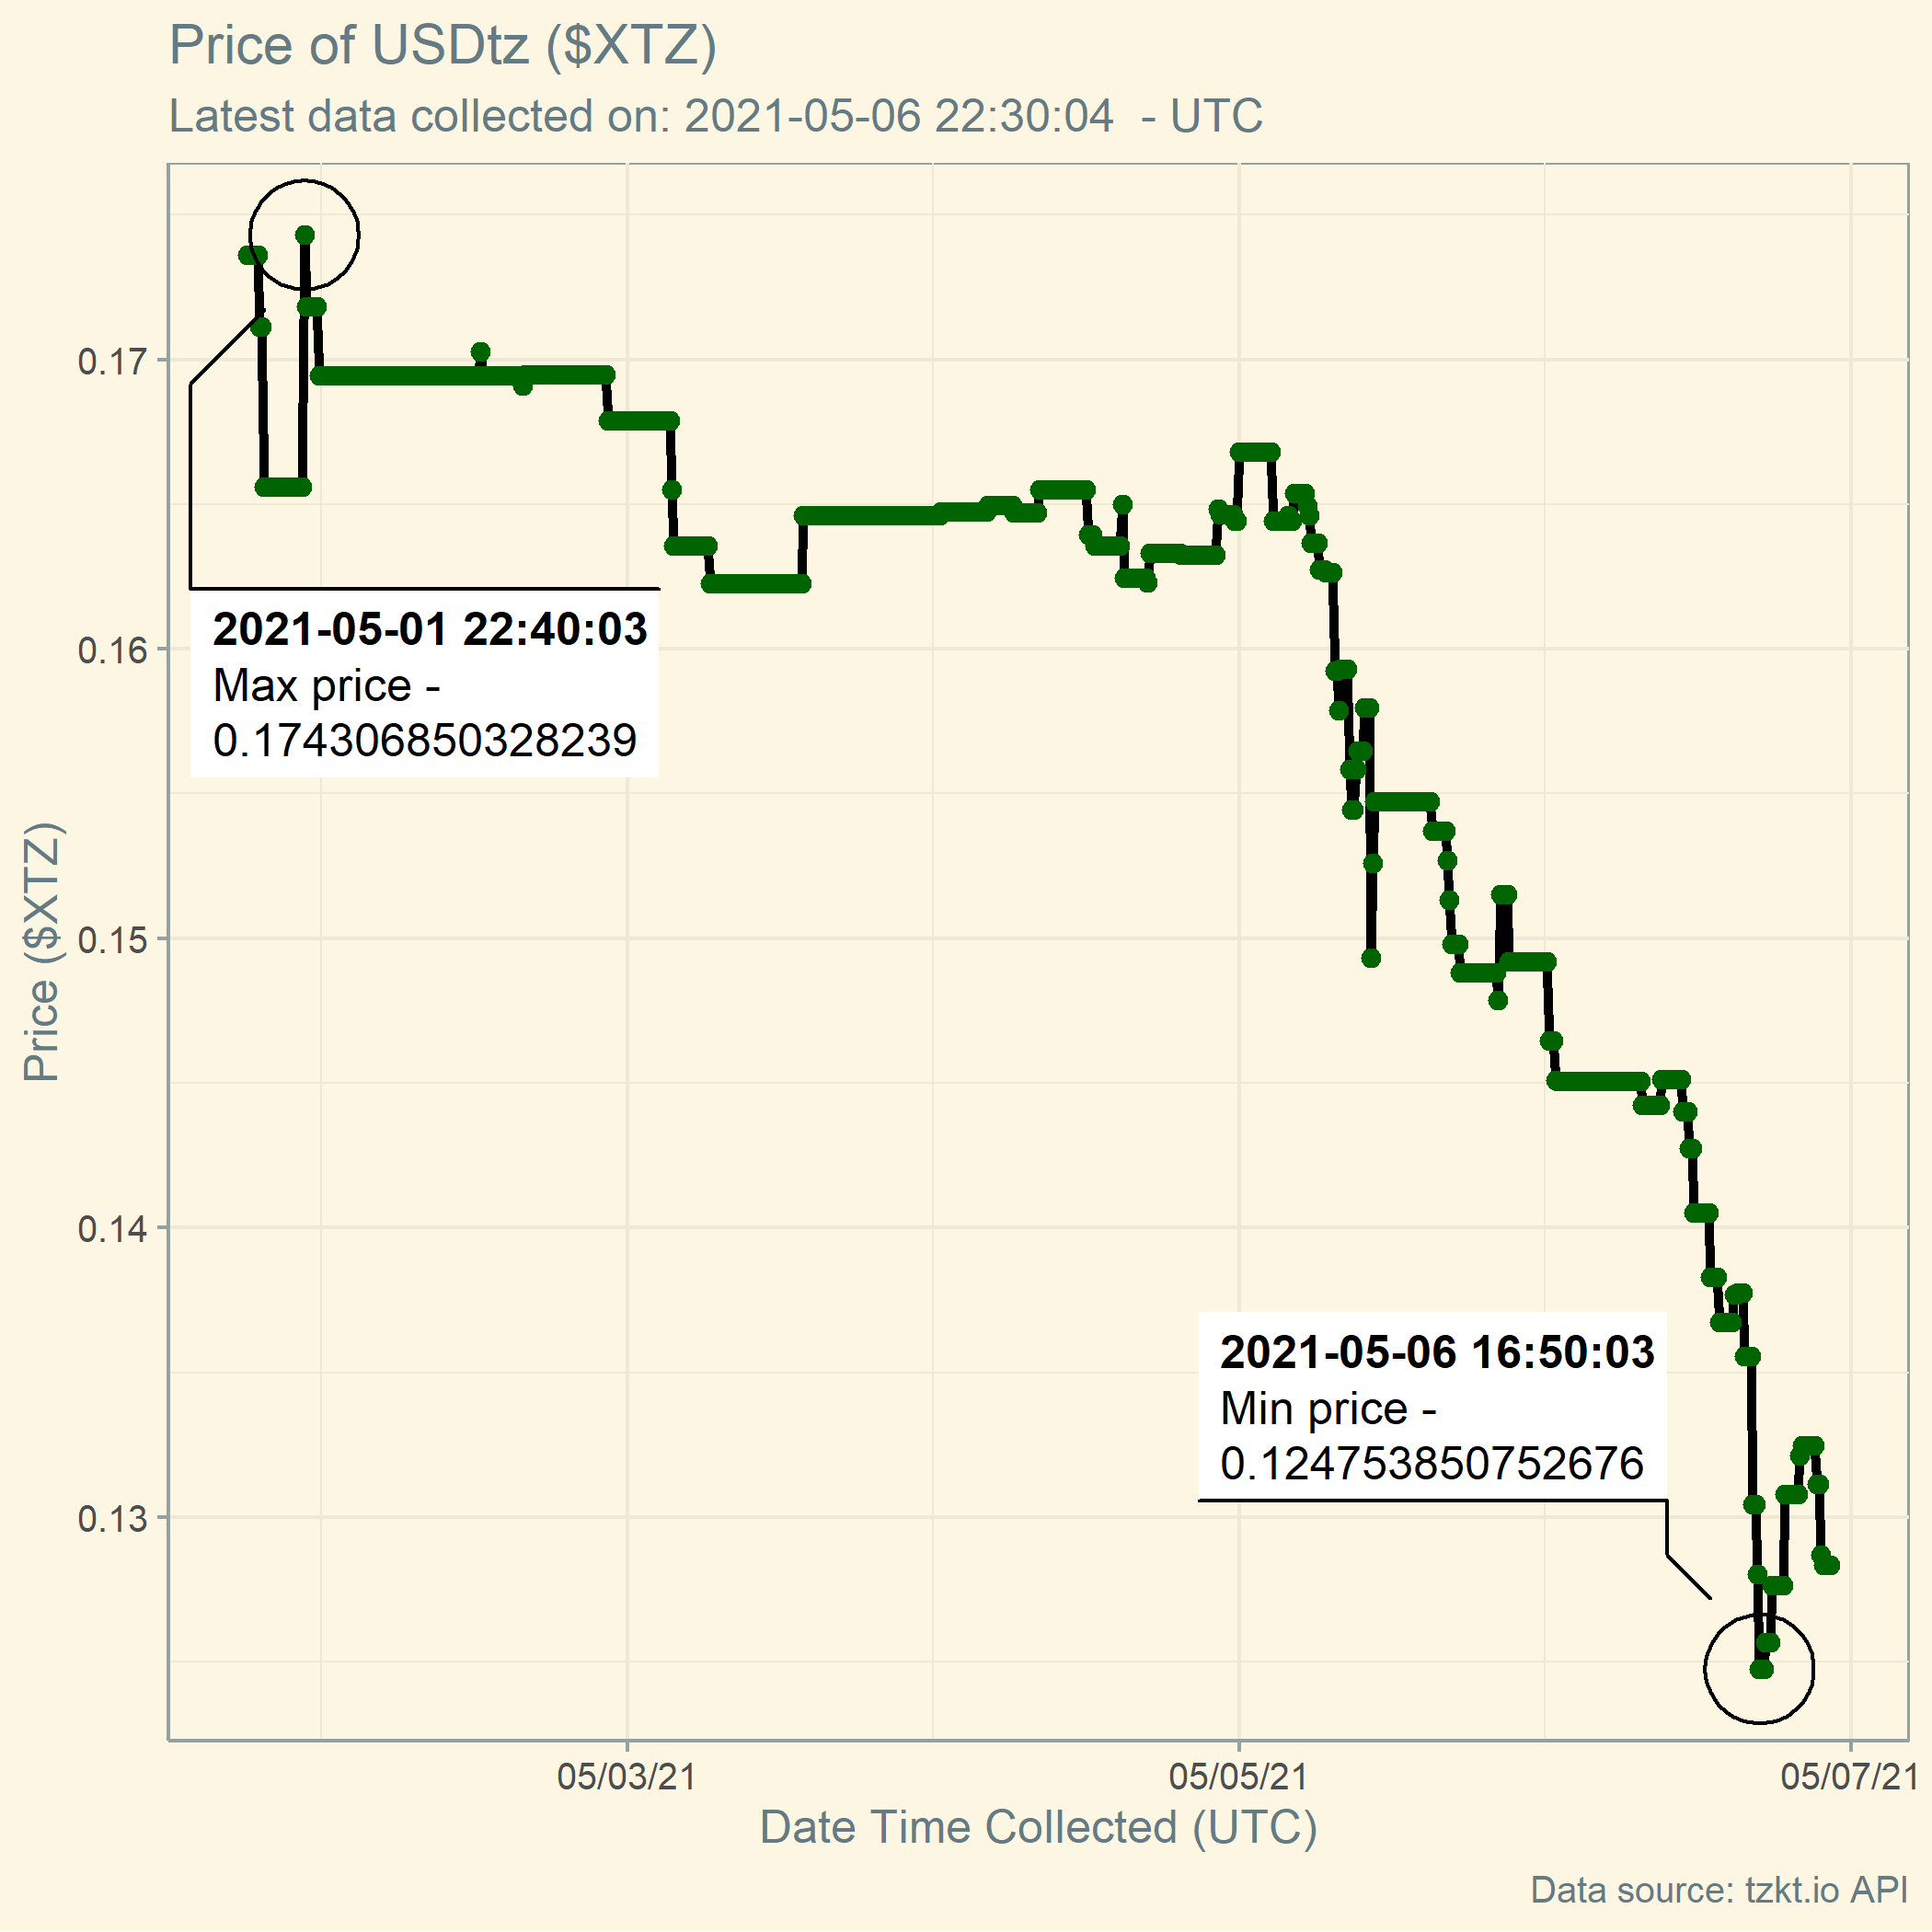 Price of USDtz ($XTZ)
Latest data collected on: 2021-05-06 22:30:04  - UTC
Price ($XTZ)
0.17
0.16
0.15
0.14
0.13
2021-05-01 22:40:03
Max price -
0.174306850328239
2021-05-06 16:50:03
Min price -
0.124753850752676
05/03/21
05/05/21
05/07/21
Date Time Collected (UTC)
Data source: tzkt.io API